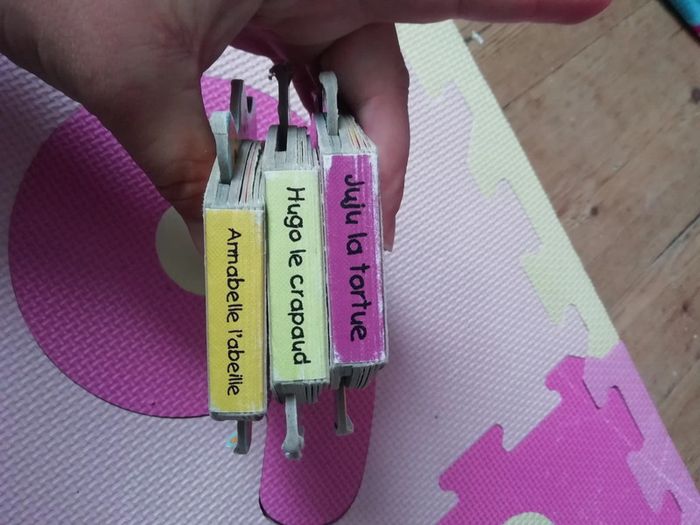 Annabelle l'abeille
Hugo le crapaud
Juju la tortue